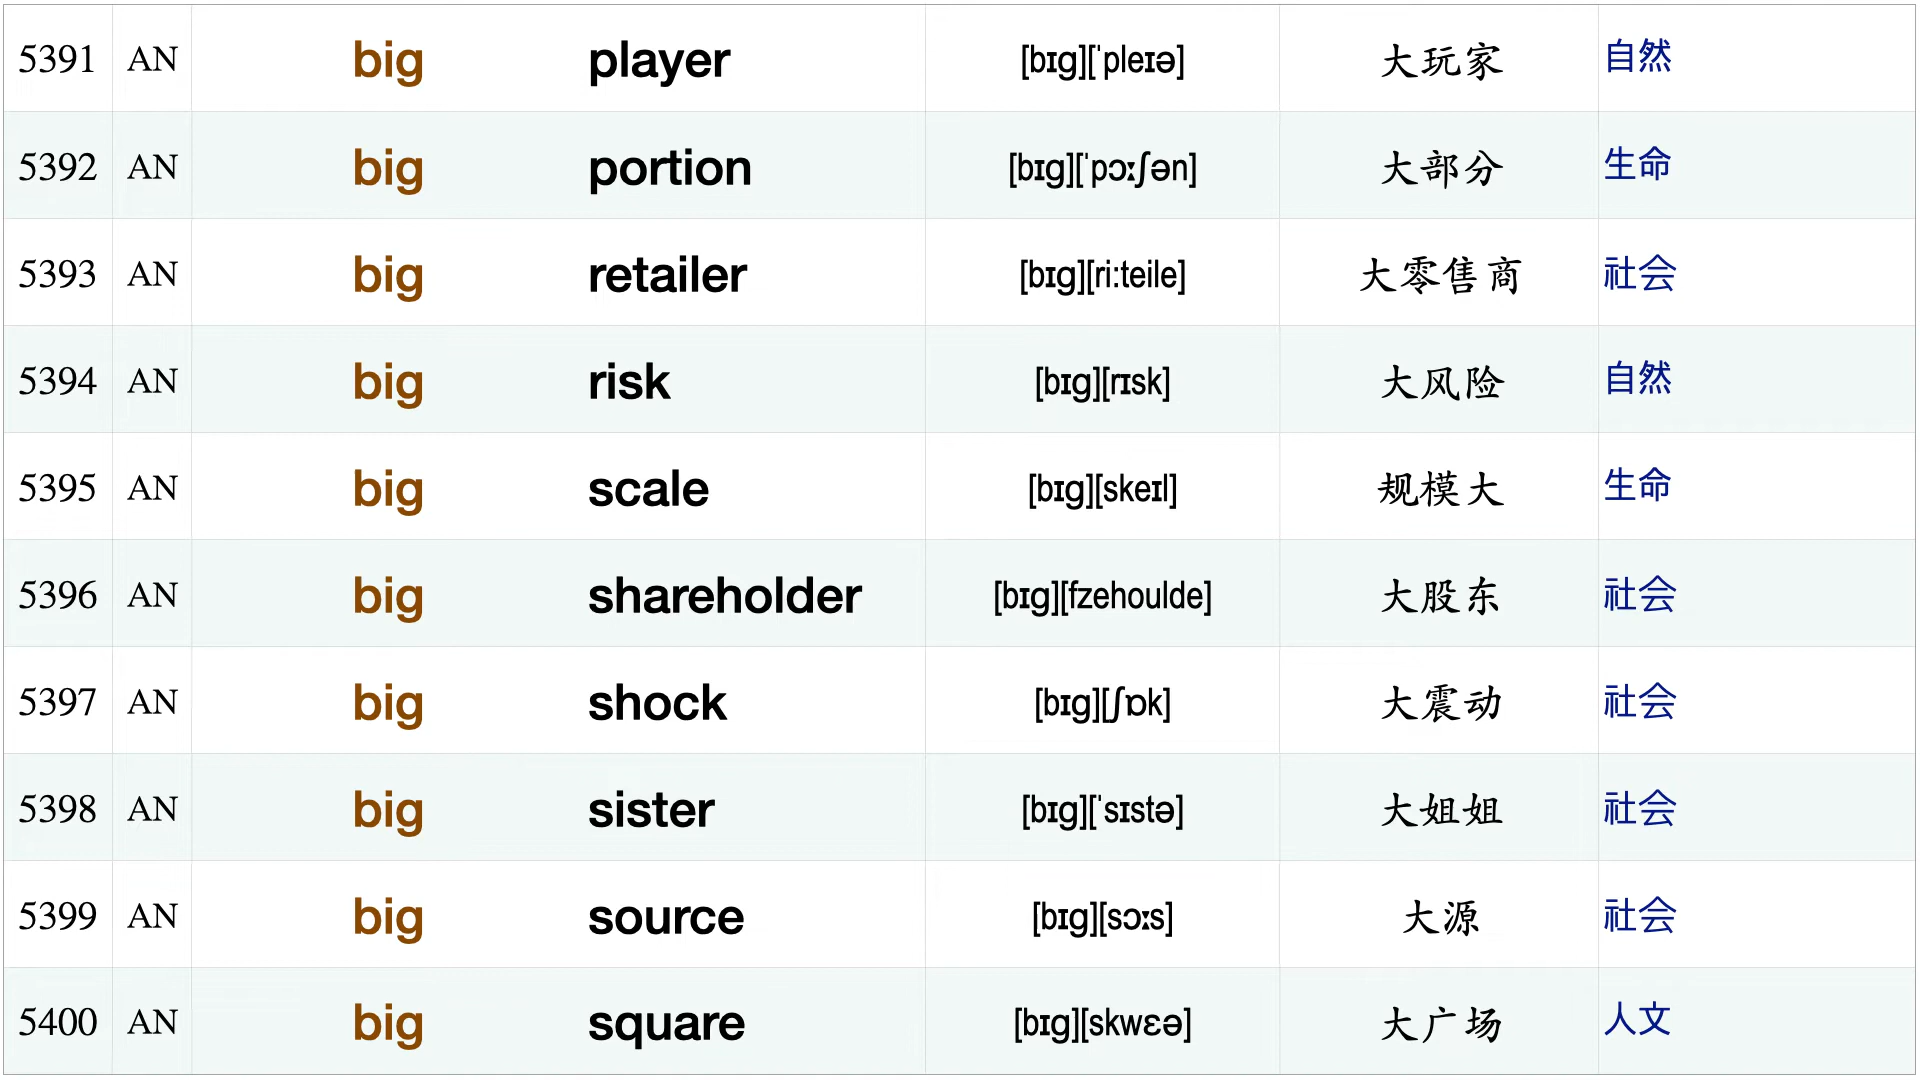 5391 AN big player [bɪg][ˈpleɪə] 大玩家 自然
5392 AN big portion [bɪg][ˈpɔːʃən] 大部分 生命
5393 AN big retailer [bɪg][ri:teile] 大零售商 社会
5394 AN big risk [bɪg][rɪsk] 大风险 自然
5395 AN big scale [bɪg][skeɪl] 规模大 生命
5396 AN big shareholder [bɪg][fzehoulde] 大股东 社会
5397 AN big shock [bɪg][ʃɒk] 大震动 社会
5398 AN big sister [bɪg][ˈsɪstə] 大姐姐 社会
5399 AN big source [bɪg][sɔːs] 大源 社会
5400 AN big square [bɪg][skwɛə] 大广场 人文